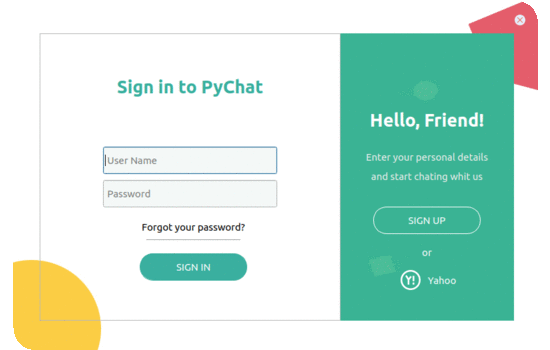 Sign in to PyChat
User Name
Password
Forgot your password?
SIGN IN
Hello, Friend!
Enter your personal details
and start chating whit us
SIGN UP
or
Y! Yahoo